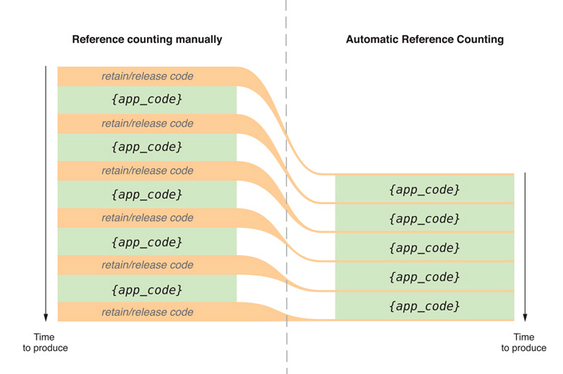 Reference counting manually
Automatic Reference Counting
retain/release code
{app_code}
retain/release code
{app_code}
retain/release code
{app_code}
retain/release code
{app_code}
retain/release code
{app_code}
retain/release code
{app_code}
{app_code}
{app_code}
{app_code}
{app_code}
Time
to produce
Time
to produce